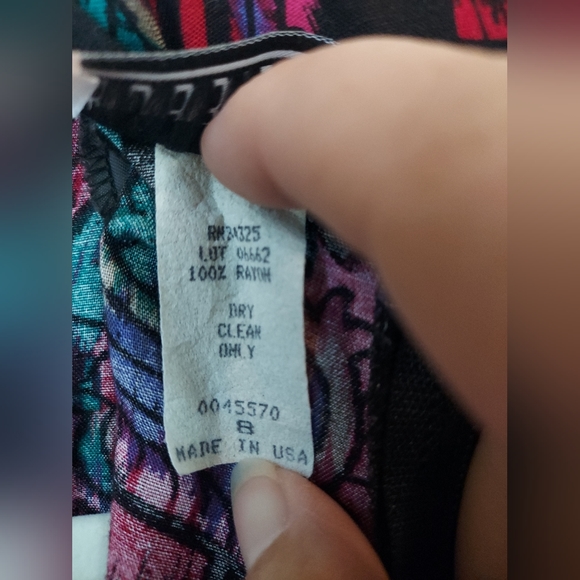 RN34325
LOT 06662
100% RAYON
DRY
CLEAN
ONLY
0045570
8
MADE IN USA